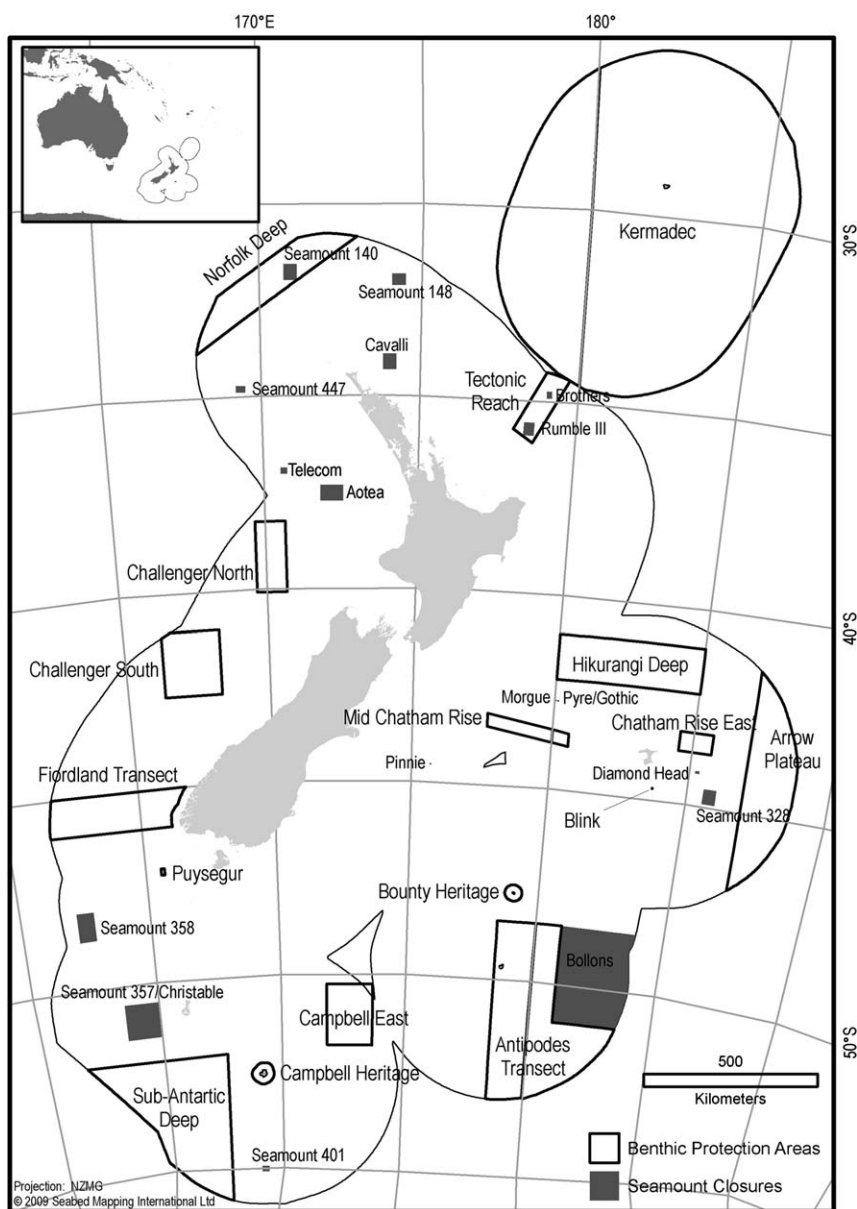 170°E
180°
30°S
40°S
50°S
Kermadec
Norfolk Deep
Seamount 140
Seamount 148
Cavalli
Seamount 447
Tectonic
Reach
Brothers
Rumble III
Telecom
Aotea
Challenger North
Challenger South
Hikurangi Deep
Morgue
Pyre/Gothic
Mid Chatham Rise
Chatham Rise East
Arrow
Plateau
Pinnie
Diamond Head
Blink
Seamount 328
Fiordland Transect
Puysegur
Bounty Heritage
Seamount 358
Bollons
Seamount 357/Christable
Campbell East
Antipodes
Transect
Campbell Heritage
Sub-Antartic
Deep
Seamount 401
500
Kilometers
Benthic Protection Areas
Seamount Closures
Projection: NZMG
© 2009 Seabed Mapping International Ltd